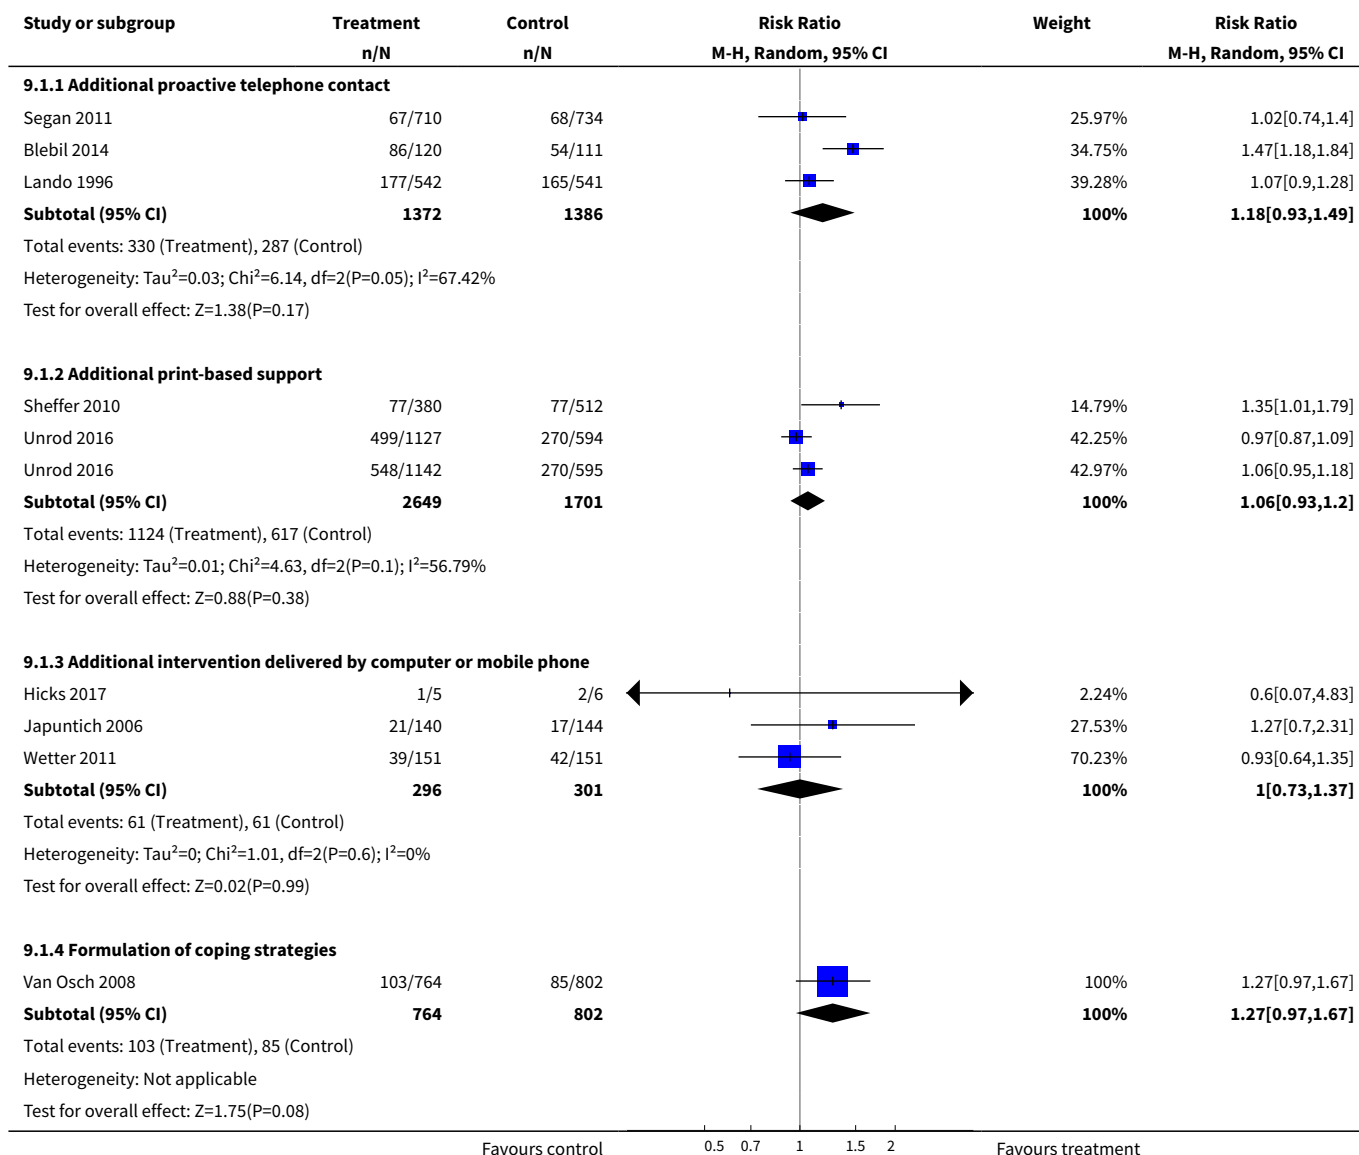 Study or subgroup Treatment Control Risk Ratio Weight Risk Ratio
n/N n/N M-H, Random, 95% CI M-H, Random, 95% CI
9.1.1 Additional proactive telephone contact
Segan 2011 67/710 68/734 25.97% 1.02[0.74,1.4]
Blebil 2014 86/120 54/111 34.75% 1.47[1.18,1.84]
Lando 1996 177/542 165/541 39.28% 1.07[0.9,1.28]
Subtotal (95% CI) 1372 1386 100% 1.18[0.93,1.49]
Total events: 330 (Treatment), 287 (Control)
Heterogeneity: Tau²=0.03; Chi²=6.14, df=2(P=0.05); I²=67.42%
Test for overall effect: Z=1.38(P=0.17)
9.1.2 Additional print-based support
Sheffer 2010 77/380 77/512 14.79% 1.35[1.01,1.79]
Unrod 2016 499/1127 270/594 42.25% 0.97[0.87,1.09]
Unrod 2016 548/1142 270/595 42.97% 1.06[0.95,1.18]
Subtotal (95% CI) 2649 1701 100% 1.06[0.93,1.2]
Total events: 1124 (Treatment), 617 (Control)
Heterogeneity: Tau²=0.01; Chi²=4.63, df=2(P=0.1); I²=56.79%
Test for overall effect: Z=0.88(P=0.38)
9.1.3 Additional intervention delivered by computer or mobile phone
Hicks 2017 1/5 2/6 2.24% 0.6[0.07,4.83]
Japuntich 2006 21/140 17/144 27.53% 1.27[0.7,2.31]
Wetter 2011 39/151 42/151 70.23% 0.93[0.64,1.35]
Subtotal (95% CI) 296 301 100% 1[0.73,1.37]
Total events: 61 (Treatment), 61 (Control)
Heterogeneity: Tau²=0; Chi²=1.01, df=2(P=0.6); I²=0%
Test for overall effect: Z=0.02(P=0.99)
9.1.4 Formulation of coping strategies
Van Osch 2008 103/764 85/802 100% 1.27[0.97,1.67]
Subtotal (95% CI) 764 802 100% 1.27[0.97,1.67]
Total events: 103 (Treatment), 85 (Control)
Heterogeneity: Not applicable
Test for overall effect: Z=1.75(P=0.08)
Favours control 0.5 0.7 1 1.5 2 Favours treatment